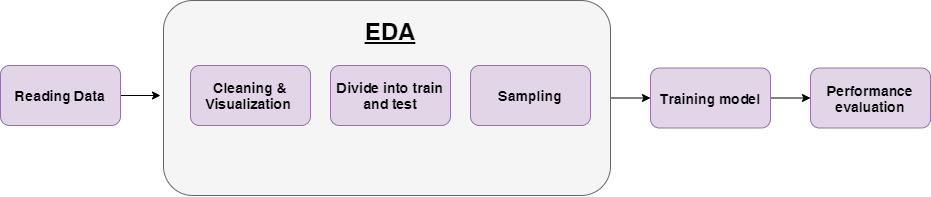 EDA
Reading Data
Cleaning &
Visualization
Divide into train
and test
Sampling
Training model
Performance
evaluation